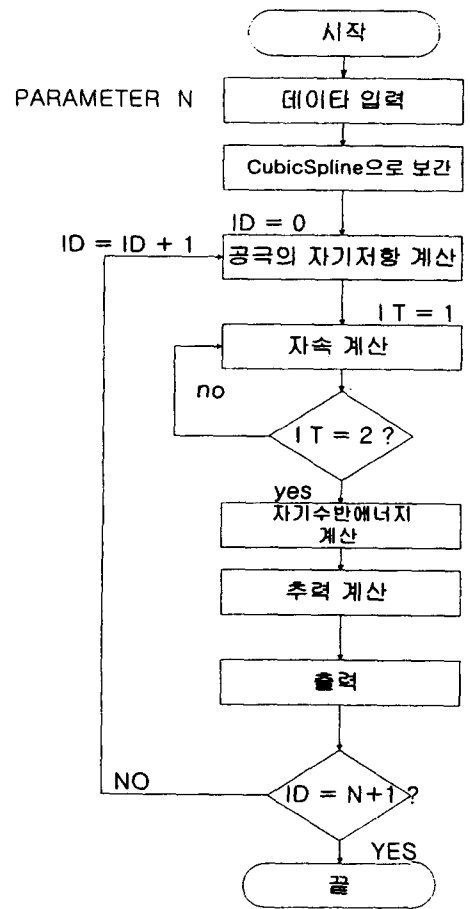 시작
PARAMETER N
데이타 입력
CubicSpline으로 보간
ID = 0
ID = ID + 1
공극의 자기저항 계산
I T = 1
자속 계산
no
I T = 2 ?
yes
자기수반에너지
계산
추력 계산
출력
ID = N+1 ?
NO
YES
끝